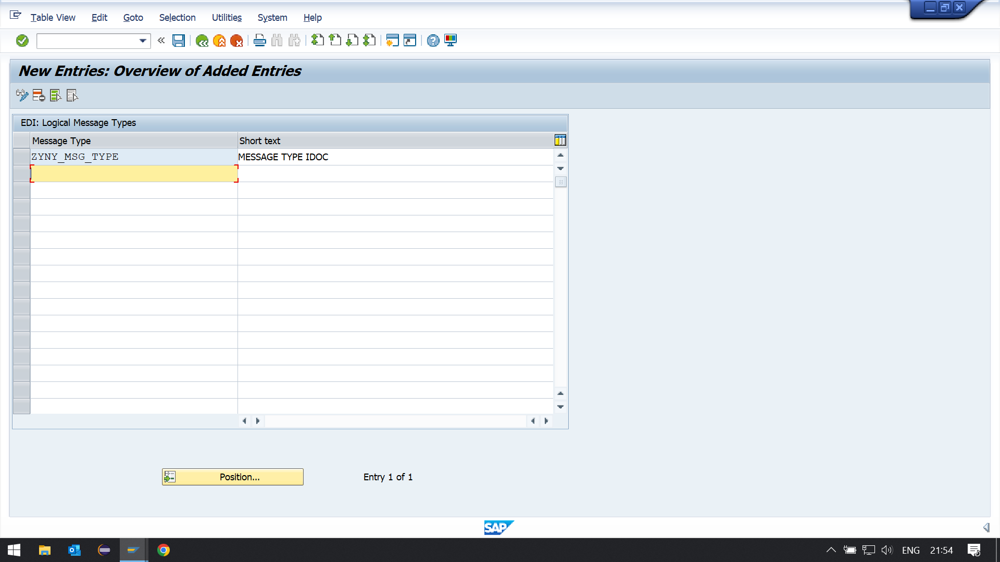 Table View Edit Goto Selection Utilities System Help
New Entries: Overview of Added Entries
EDI: Logical Message Types
Message Type Short text
ZYNY_MSG_TYPE MESSAGE TYPE IDOC
Position... Entry 1 of 1
SAP
ENG 21:54